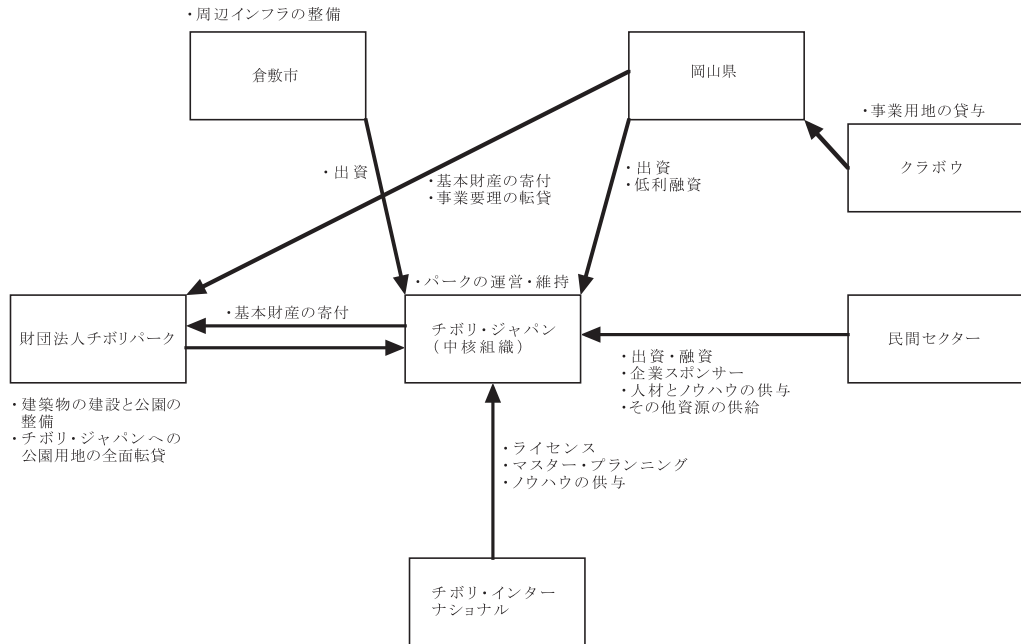 ・周辺インフラの整備
倉敷市
岡山県
・事業用地の貸与
クラボウ
・出資
・基本財産の寄付
・事業要理の転貸
・出資
・低利融資
・パークの運営・維持
財団法人チボリパーク
・基本財産の寄付
チボリ・ジャパン
(中核組織)
民間セクター
・出資・融資
・企業スポンサー
・人材とノウハウの供与
・その他資源の供給
・建築物の建設と公園の
整備
・チボリ・ジャパンへの
公園用地の全面転貸
・ライセンス
・マスター・プランニング
・ノウハウの供与
チボリ・インター
ナショナル